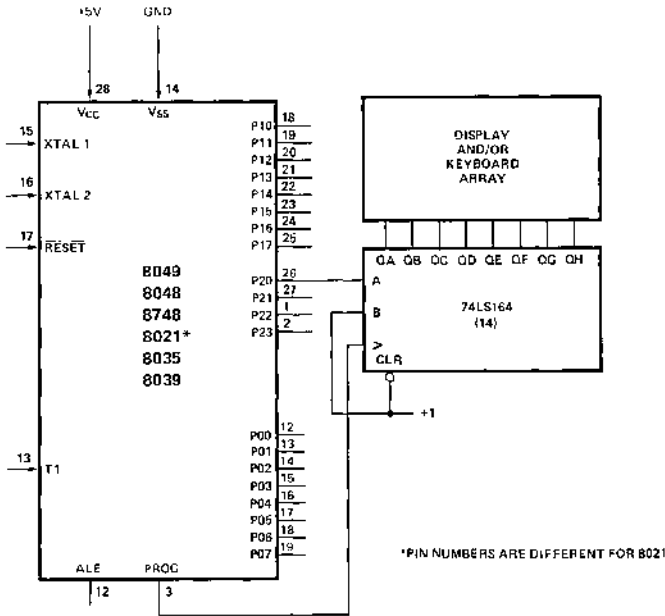 +5V GND
28 14
VCC VSS
15 XTAL 1
16 XTAL 2
17 RESET
13 T1
8049
8048
8748
8021*
8035
8039
P10 18
P11 19
P12 20
P13 21
P14 22
P15 23
P16 24
P17 25
P20 26
P21 27
P22 1
P23 2
P00 12
P01 13
P02 14
P03 15
P04 16
P05 17
P06 18
P07 19
ALE PROG
12 3
DISPLAY
AND/OR
KEYBOARD
ARRAY
QA QB QC QD QE QF QG QH
A
B
74LS164
(14)
>
CLR
+1
*PIN NUMBERS ARE DIFFERENT FOR 8021